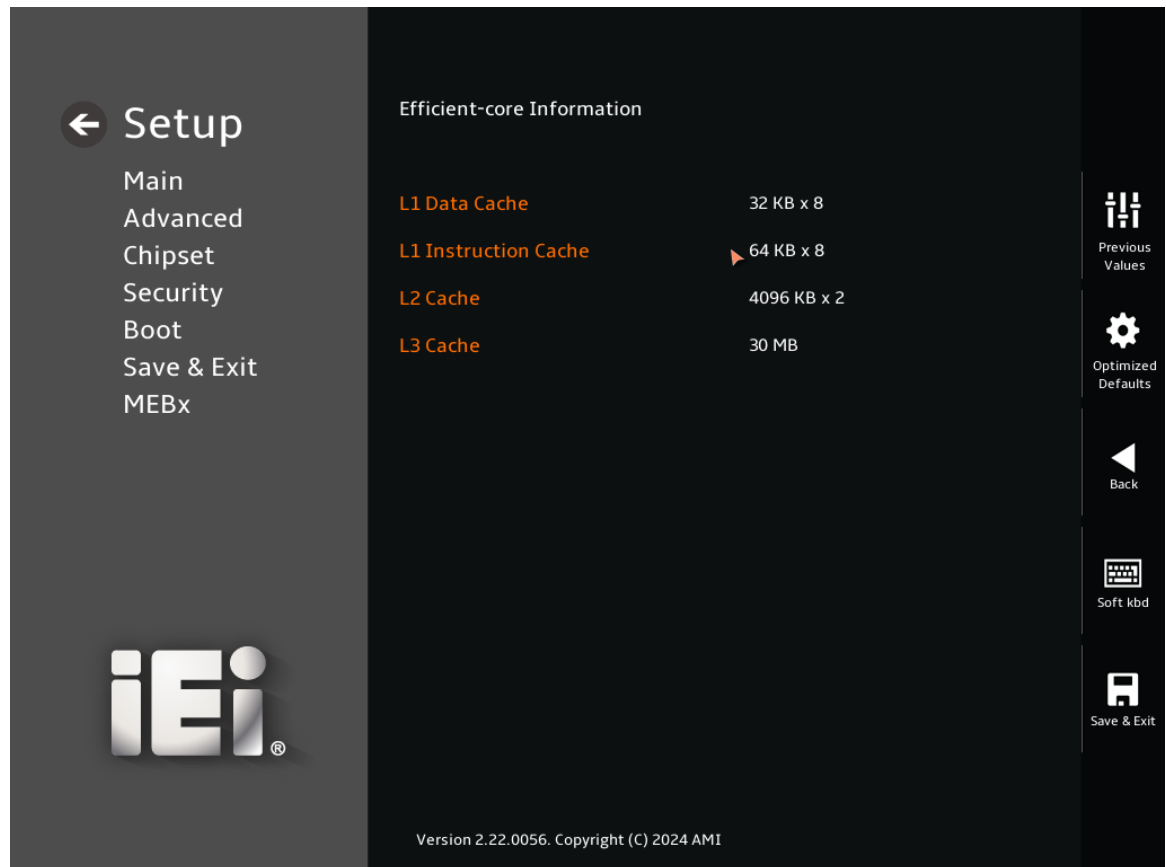 Setup
Main
Advanced
Chipset
Security
Boot
Save & Exit
MEBx
iEi®
Efficient-core Information
L1 Data Cache 32 KB x 8
L1 Instruction Cache 64 KB x 8
L2 Cache 4096 KB x 2
L3 Cache 30 MB
Previous
Values
Optimized
Defaults
Back
Soft kbd
Save & Exit
Version 2.22.0056. Copyright (C) 2024 AMI